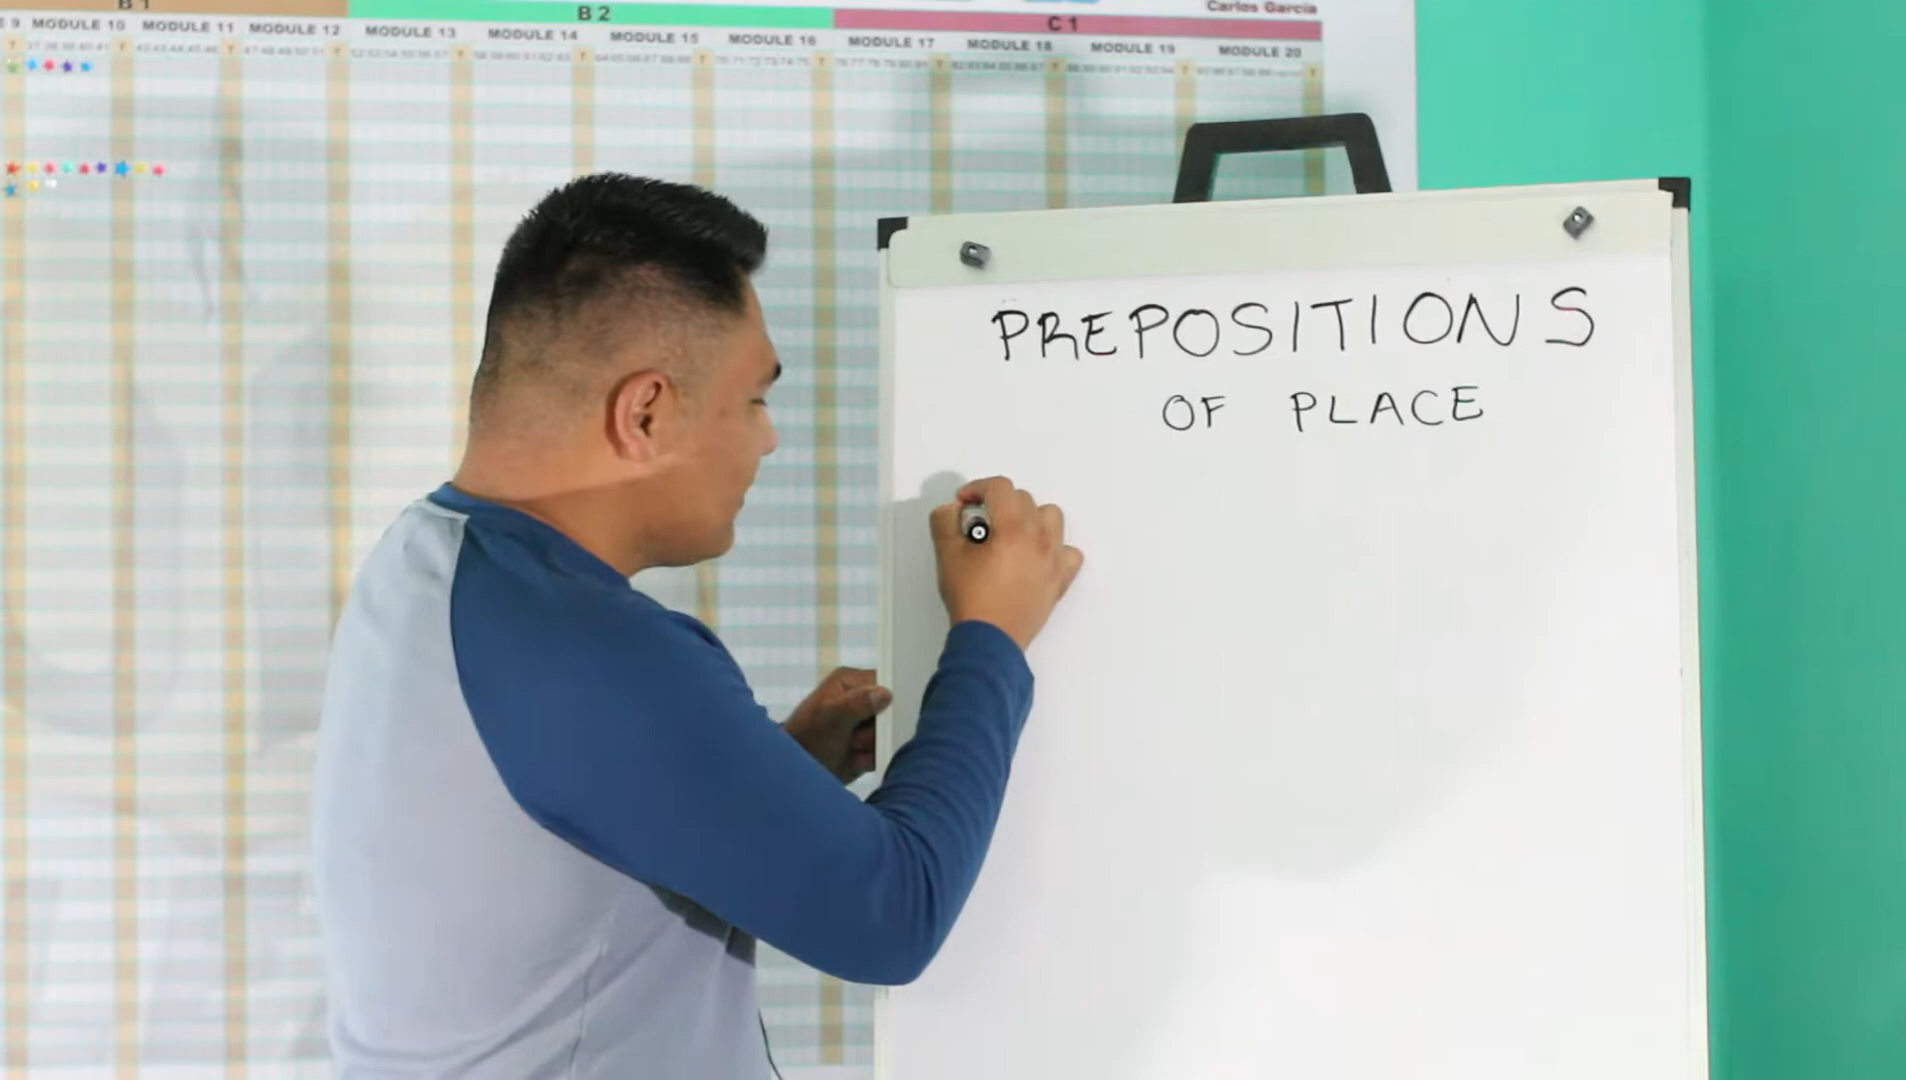 B 1
B 2
Carlos Garcia
C 1
MODULE 10 MODULE 11 MODULE 12 MODULE 13 MODULE 14 MODULE 15 MODULE 16 MODULE 17 MODULE 18 MODULE 19 MODULE 20
T T T T T T T T T T T T
PREPOSITIONS
OF PLACE